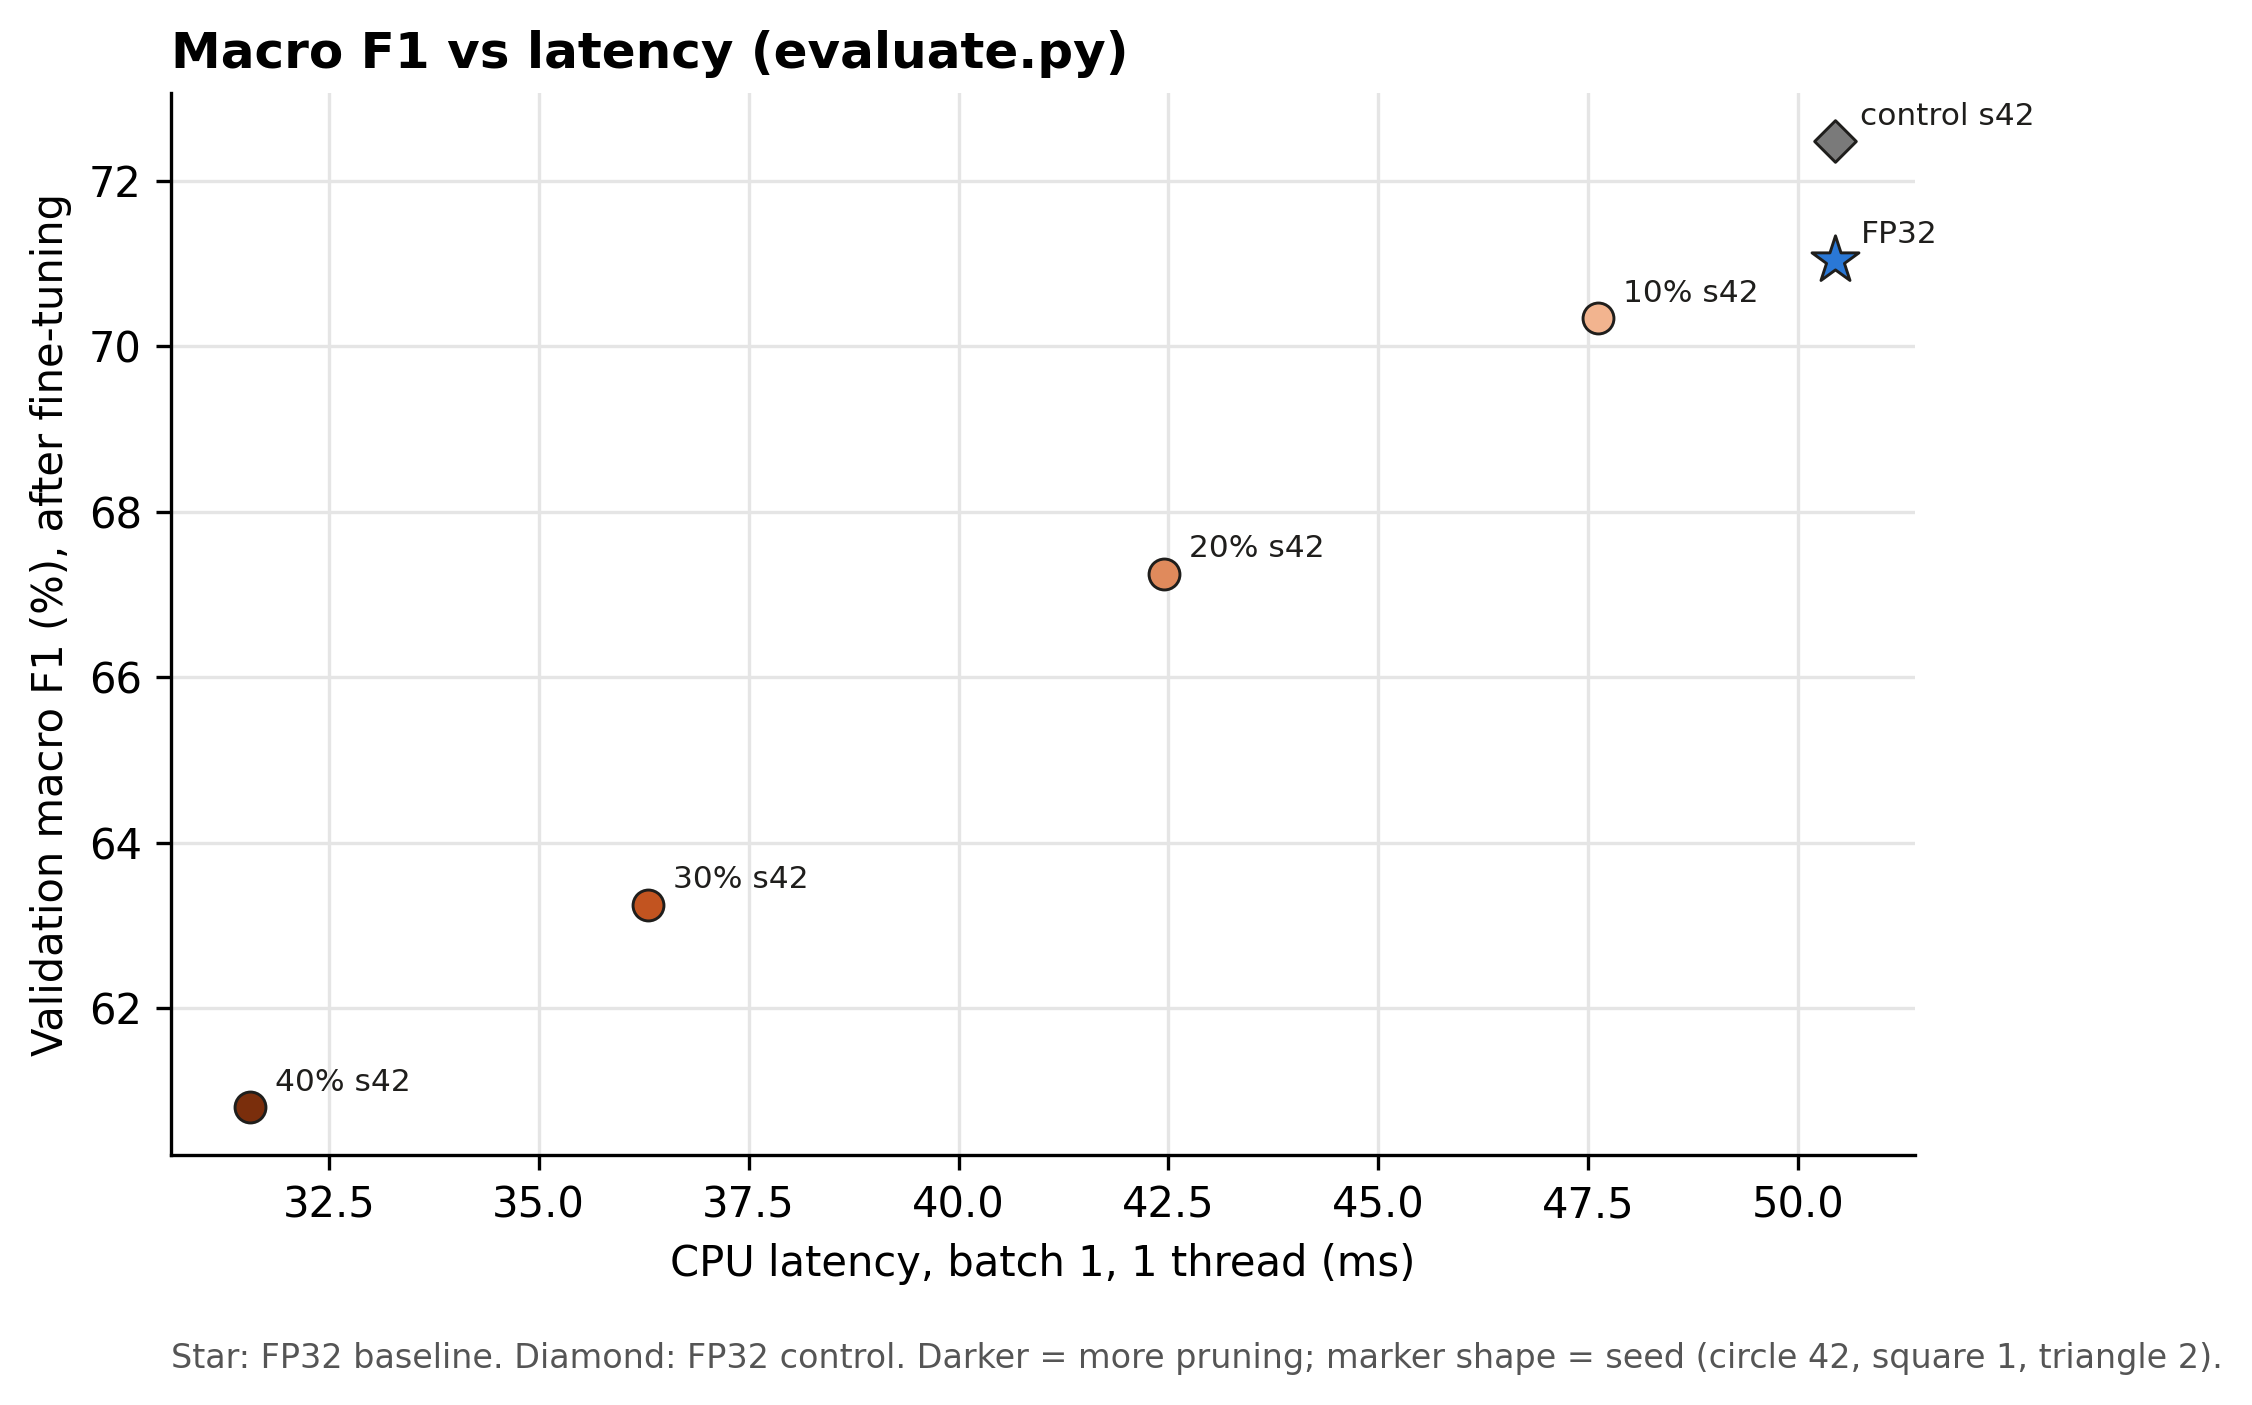 Macro F1 vs latency (evaluate.py)
Validation macro F1 (%), after fine-tuning
72
70
68
66
64
62
control s42
FP32
10% s42
20% s42
30% s42
40% s42
32.5 35.0 37.5 40.0 42.5 45.0 47.5 50.0
CPU latency, batch 1, 1 thread (ms)
Star: FP32 baseline. Diamond: FP32 control. Darker = more pruning; marker shape = seed (circle 42, square 1, triangle 2).